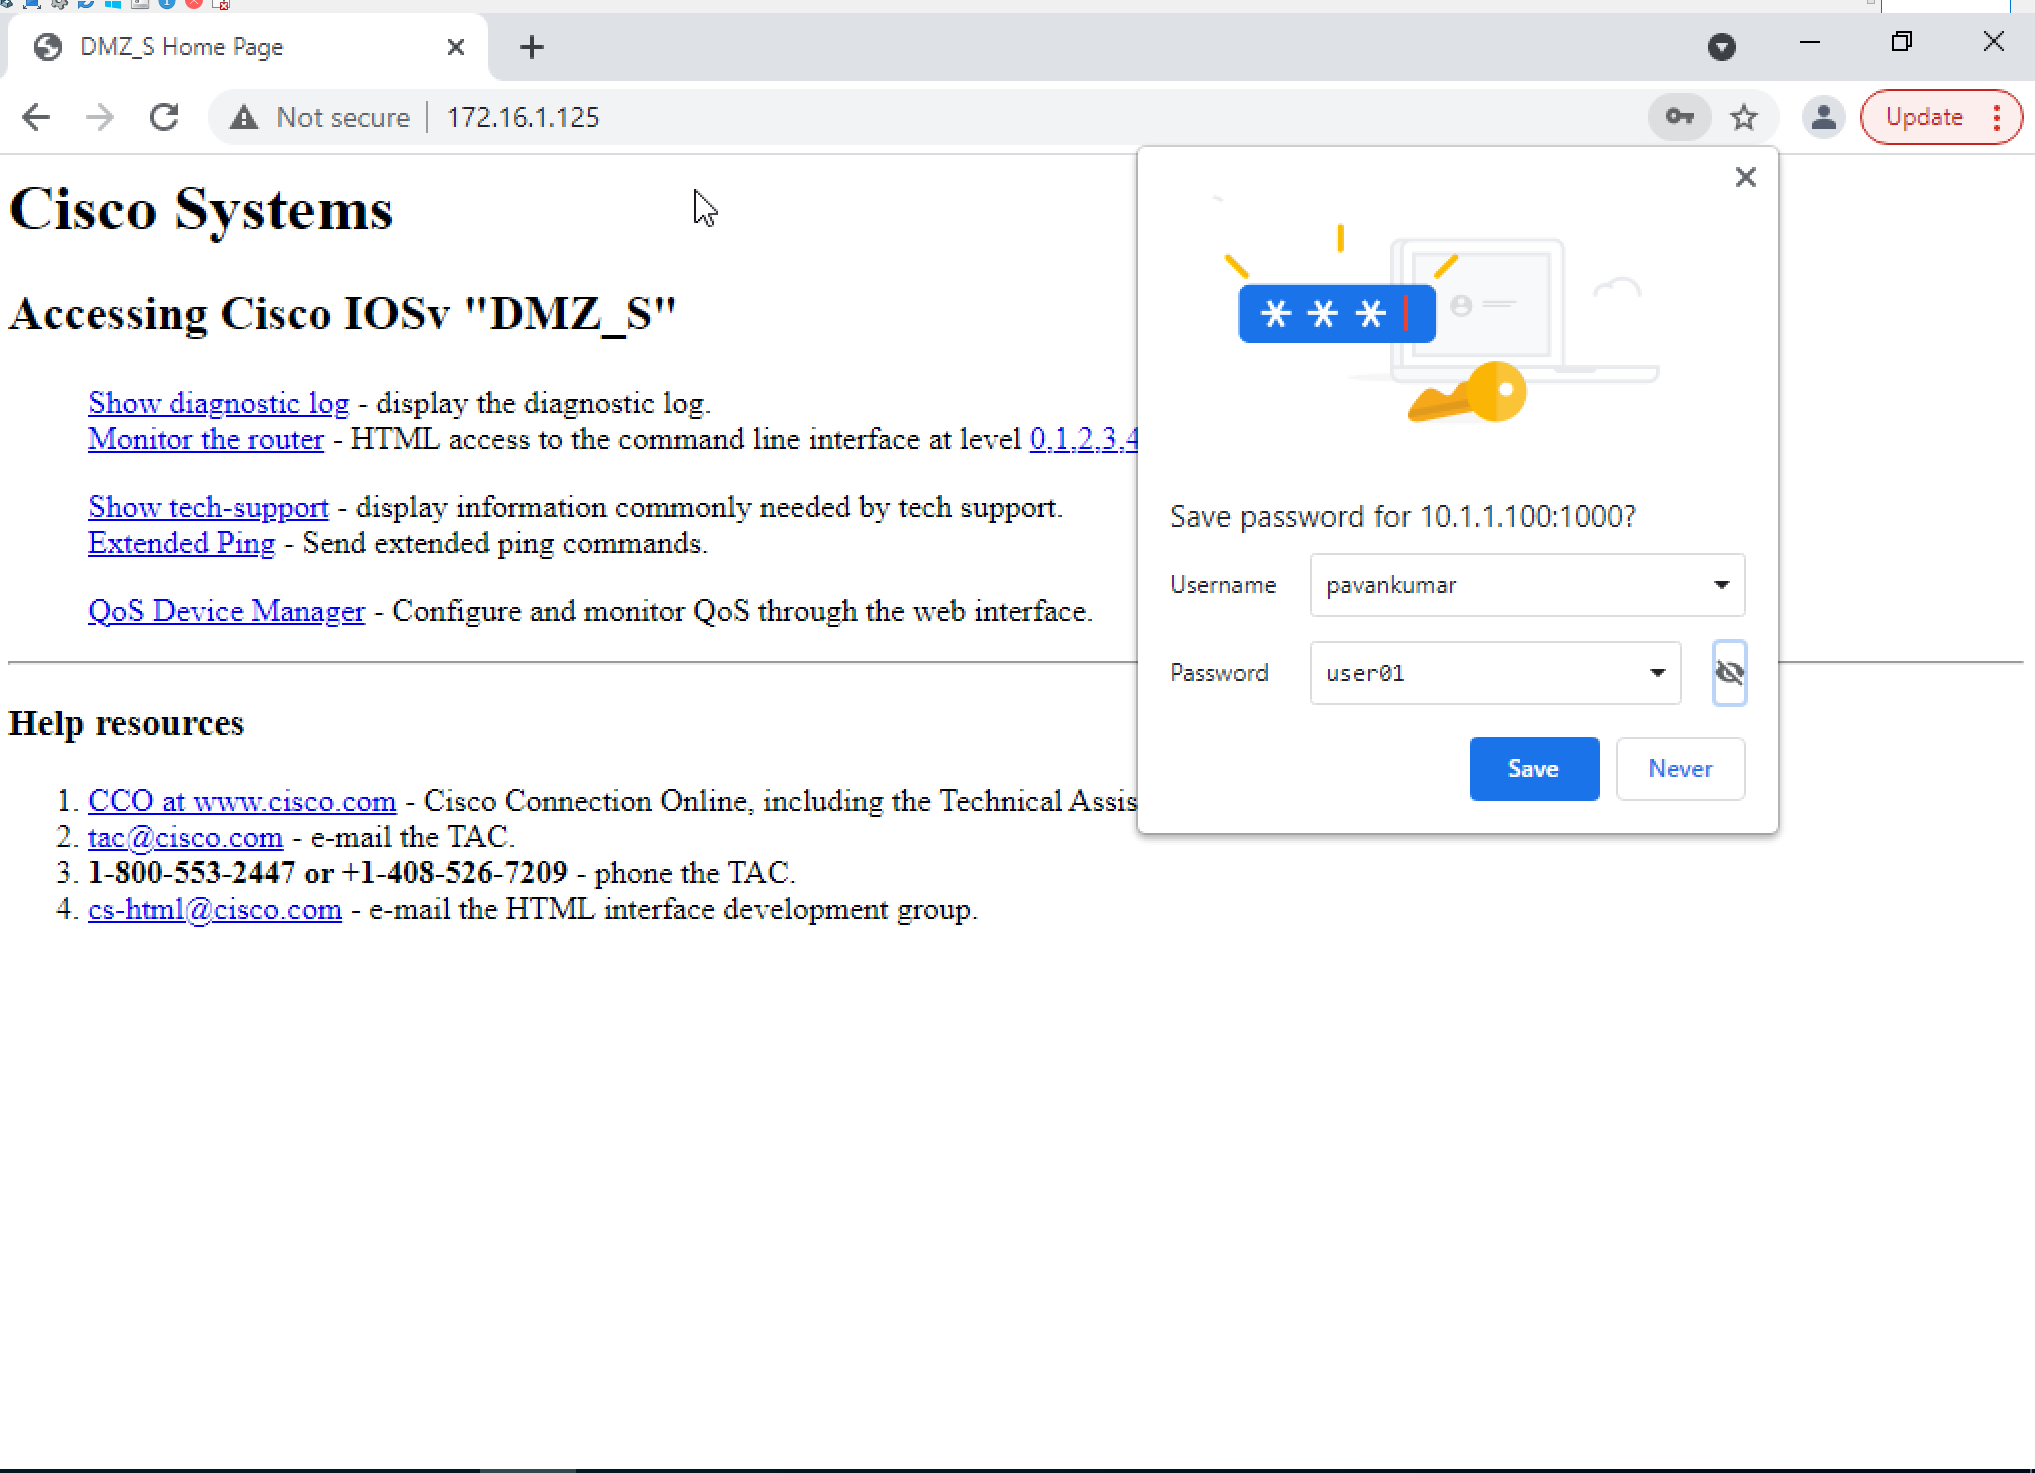 DMZ_S Home Page
Not secure | 172.16.1.125
Update
Cisco Systems
Accessing Cisco IOSv "DMZ_S"
Show diagnostic log - display the diagnostic log.
Monitor the router - HTML access to the command line interface at level 0,1,2,3,4
Show tech-support - display information commonly needed by tech support.
Extended Ping - Send extended ping commands.
QoS Device Manager - Configure and monitor QoS through the web interface.
Help resources
1. CCO at www.cisco.com - Cisco Connection Online, including the Technical Assis
2. tac@cisco.com - e-mail the TAC.
3. 1-800-553-2447 or +1-408-526-7209 - phone the TAC.
4. cs-html@cisco.com - e-mail the HTML interface development group.
***
Save password for 10.1.1.100:1000?
Username pavankumar
Password user01
Save Never